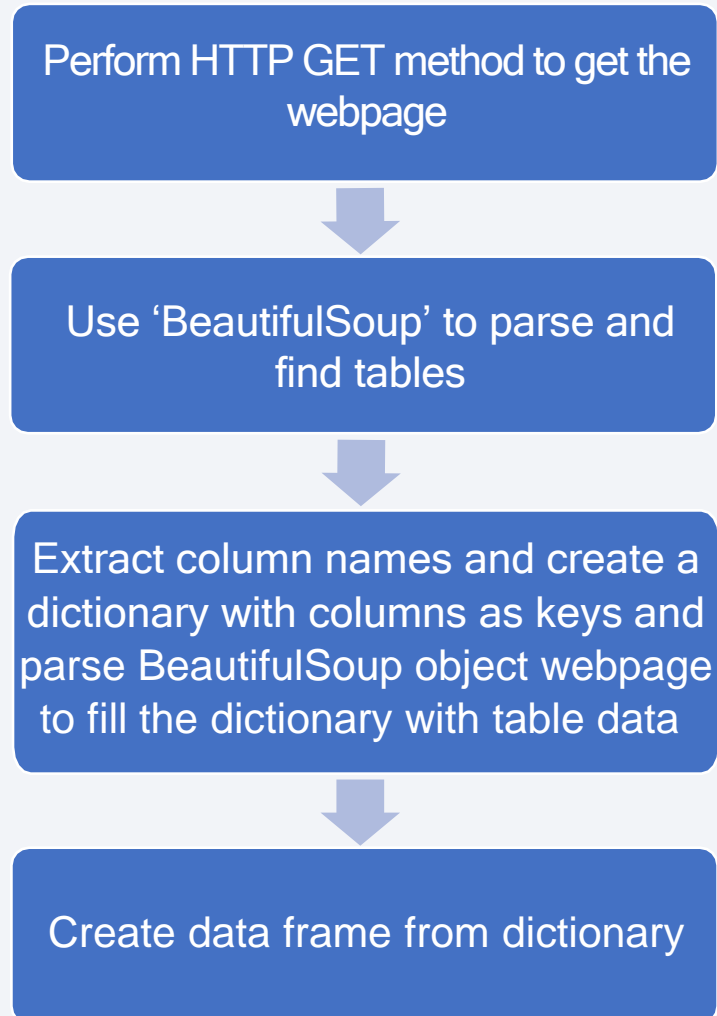 Perform HTTP GET method to get the
webpage
Use ‘BeautifulSoup’ to parse and
find tables
Extract column names and create a
dictionary with columns as keys and
parse BeautifulSoup object webpage
to fill the dictionary with table data
Create data frame from dictionary